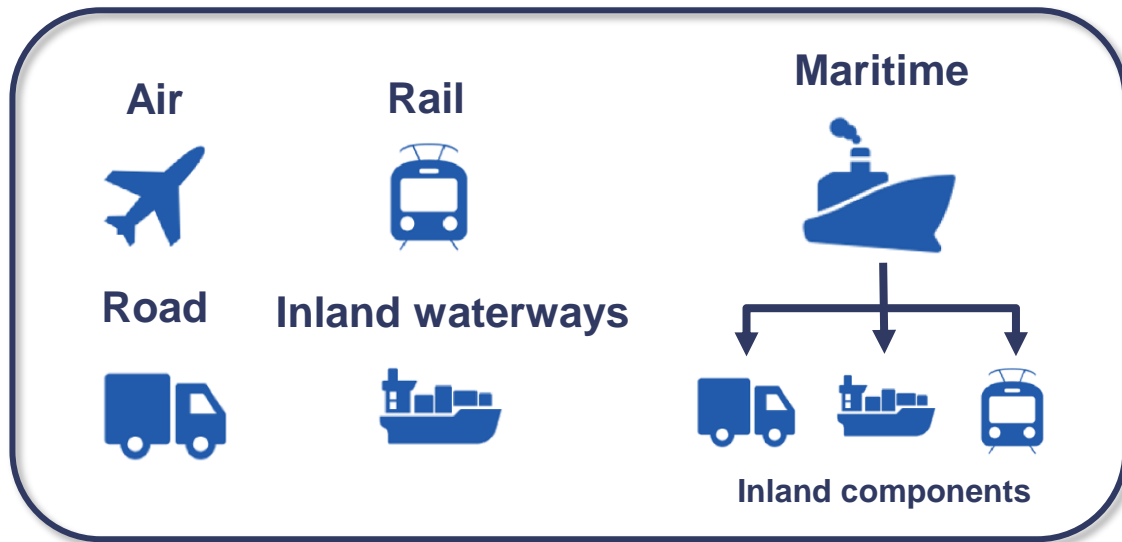 Air
Rail
Maritime
Road
Inland waterways
Inland components